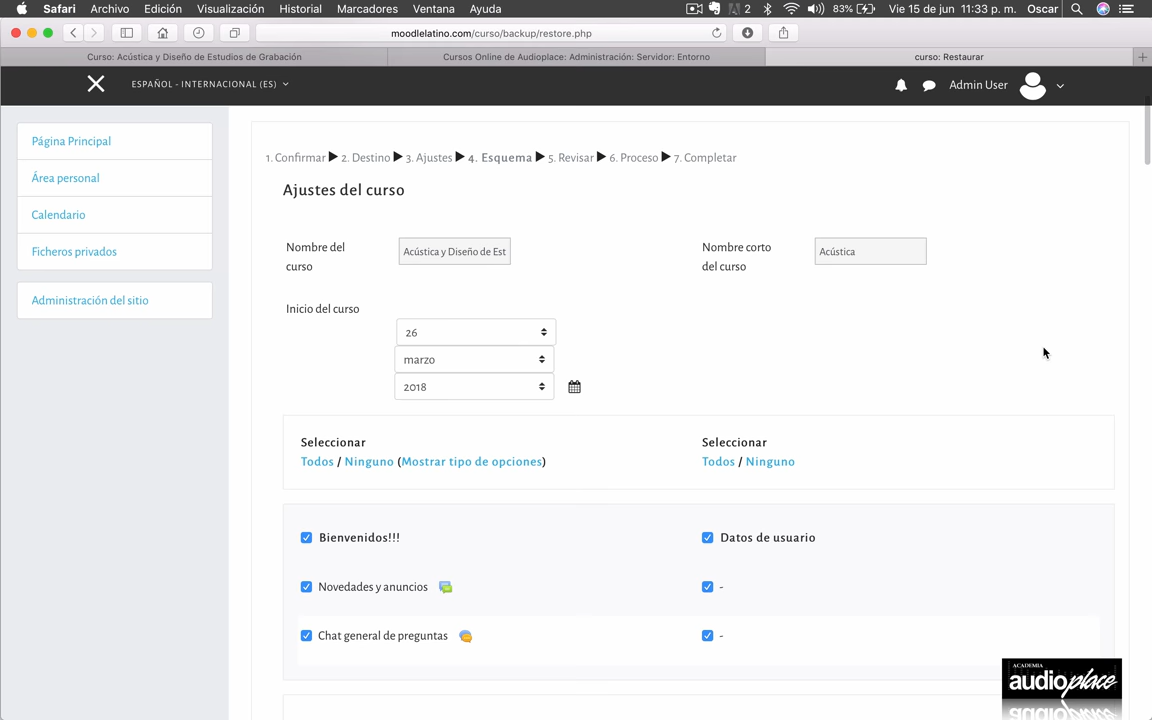 Safari Archivo Edición Visualización Historial Marcadores Ventana Ayuda 2 83% Vie 15 de jun 11:33 p. m. Oscar
moodlelatino.com/curso/backup/restore.php
Curso: Acústica y Diseño de Estudios de Grabación Cursos Online de Audioplace: Administración: Servidor: Entorno curso: Restaurar
ESPAÑOL - INTERNACIONAL (ES) Admin User
Página Principal
Área personal
Calendario
Ficheros privados
Administración del sitio
1. Confirmar ▶ 2. Destino ▶ 3. Ajustes ▶ 4. Esquema ▶ 5. Revisar ▶ 6. Proceso ▶ 7. Completar
Ajustes del curso
Nombre del curso Acústica y Diseño de Est Nombre corto del curso Acústica
Inicio del curso
26
marzo
2018
Seleccionar Seleccionar
Todos / Ninguno (Mostrar tipo de opciones) Todos / Ninguno
Bienvenidos!!! Datos de usuario
Novedades y anuncios -
Chat general de preguntas -
ACADEMIA
audioplace